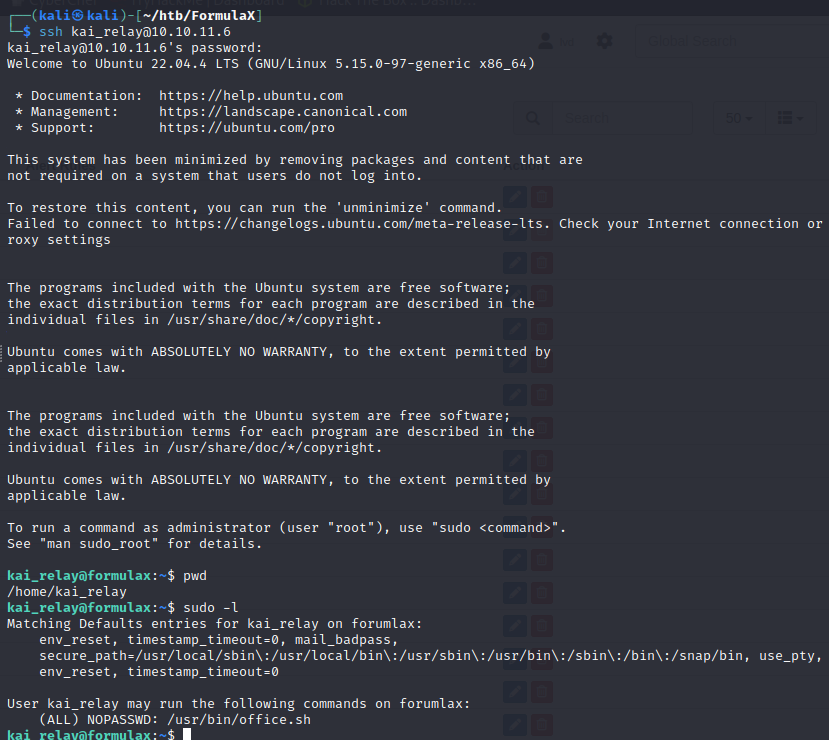 ┌──(kali㉿kali)-[~/htb/FormulaX]
└─$ ssh kai_relay@10.10.11.6
kai_relay@10.10.11.6's password:
Welcome to Ubuntu 22.04.4 LTS (GNU/Linux 5.15.0-97-generic x86_64)
* Documentation:  https://help.ubuntu.com
* Management:     https://landscape.canonical.com
* Support:        https://ubuntu.com/pro
This system has been minimized by removing packages and content that are
not required on a system that users do not log into.
To restore this content, you can run the 'unminimize' command.
Failed to connect to https://changelogs.ubuntu.com/meta-release-lts. Check your Internet connection or
roxy settings
The programs included with the Ubuntu system are free software;
the exact distribution terms for each program are described in the
individual files in /usr/share/doc/*/copyright.
Ubuntu comes with ABSOLUTELY NO WARRANTY, to the extent permitted by
applicable law.
The programs included with the Ubuntu system are free software;
the exact distribution terms for each program are described in the
individual files in /usr/share/doc/*/copyright.
Ubuntu comes with ABSOLUTELY NO WARRANTY, to the extent permitted by
applicable law.
To run a command as administrator (user "root"), use "sudo <command>".
See "man sudo_root" for details.
kai_relay@formulax:~$ pwd
/home/kai_relay
kai_relay@formulax:~$ sudo -l
Matching Defaults entries for kai_relay on forumlax:
env_reset, timestamp_timeout=0, mail_badpass,
secure_path=/usr/local/sbin\:/usr/local/bin\:/usr/sbin\:/usr/bin\:/sbin\:/bin\:/snap/bin, use_pty,
env_reset, timestamp_timeout=0
User kai_relay may run the following commands on forumlax:
(ALL) NOPASSWD: /usr/bin/office.sh
kai_relay@formulax:~$